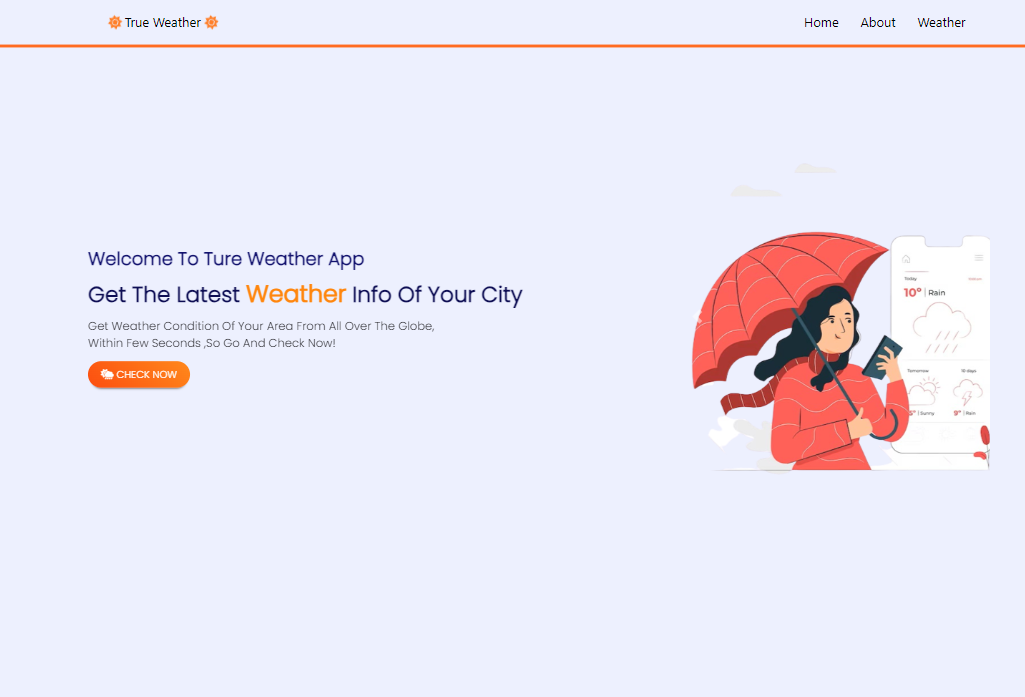 True Weather
Home
About
Weather
Welcome To Ture Weather App
Get The Latest Weather Info Of Your City
Get Weather Condition Of Your Area From All Over The Globe,
Within Few Seconds ,So Go And Check Now!
CHECK NOW
Today
10° | Rain
Tomorrow
10 days
| Sunny
9° | Rain